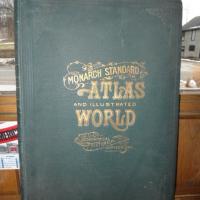 MONARCH STANDARD
ATLAS
AND ILLUSTRATED
WORLD